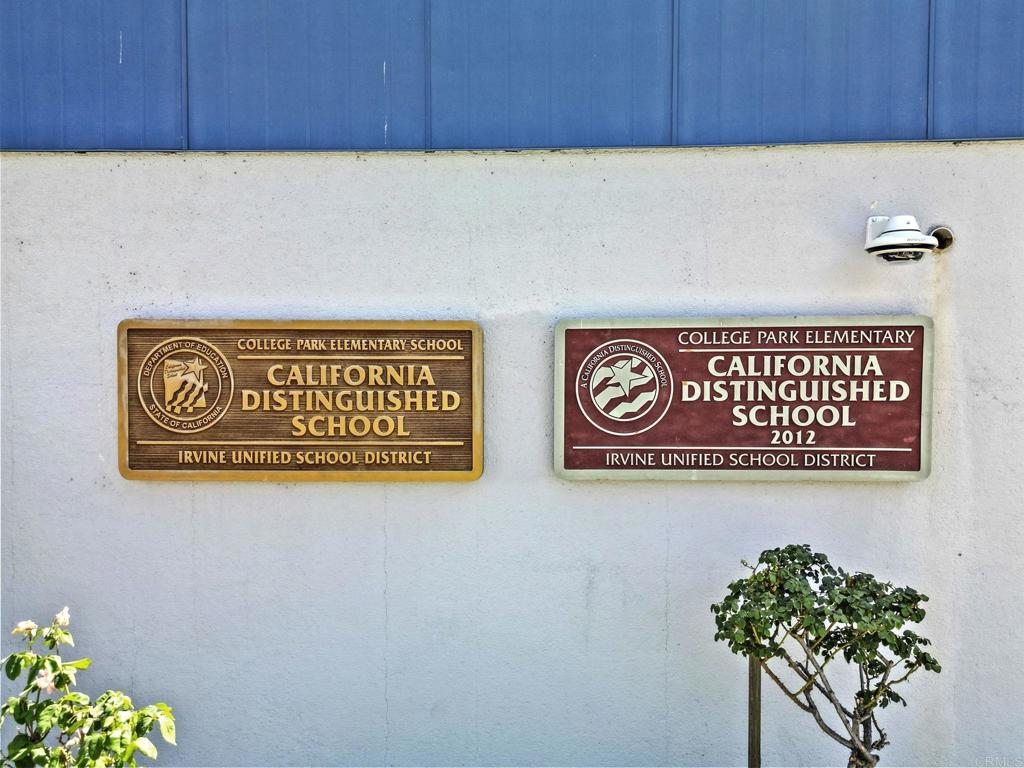 COLLEGE PARK ELEMENTARY SCHOOL
DEPARTMENT OF EDUCATION
STATE OF CALIFORNIA
CALIFORNIA
DISTINGUISHED
SCHOOL
IRVINE UNIFIED SCHOOL DISTRICT
COLLEGE PARK ELEMENTARY
A CALIFORNIA DISTINGUISHED SCHOOL
CALIFORNIA
DISTINGUISHED
SCHOOL
2012
IRVINE UNIFIED SCHOOL DISTRICT
CRMLS